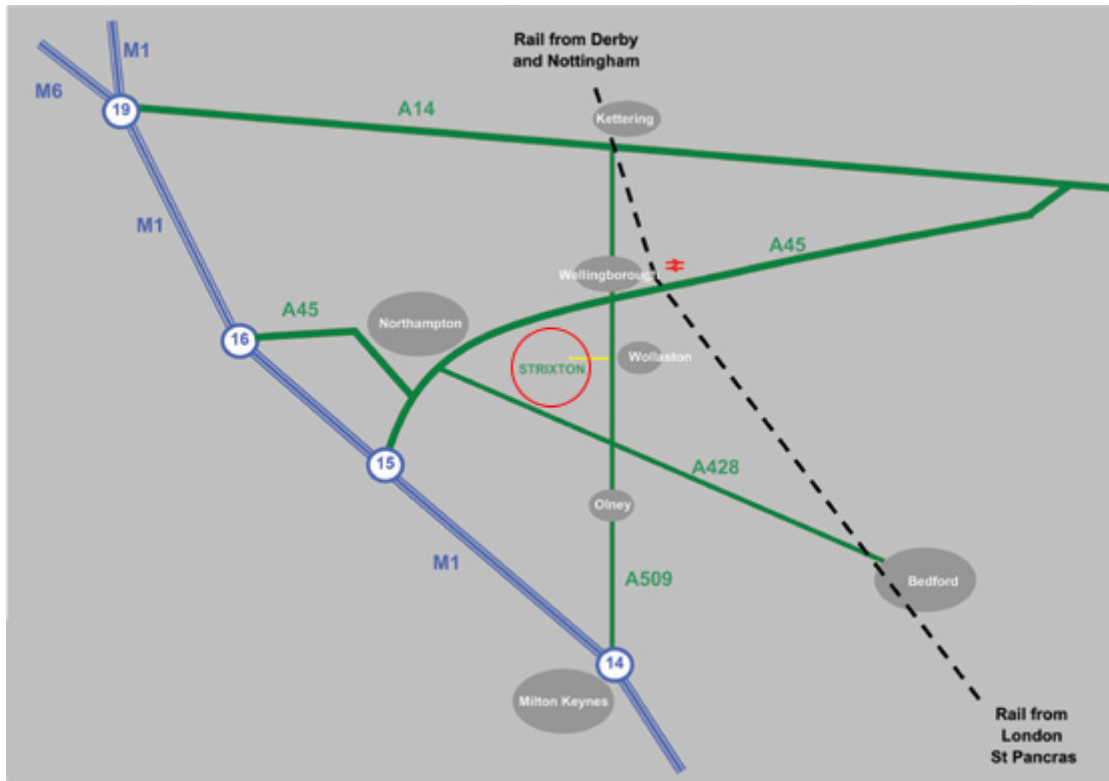 Rail from Derby
and Nottingham
M1
M6
19
A14
Kettering
M1
A45
Wellingborough
A45
Northampton
16
Wollaston
STRIXTON
15
A428
Olney
M1
A509
Bedford
14
Milton Keynes
Rail from
London
St Pancras